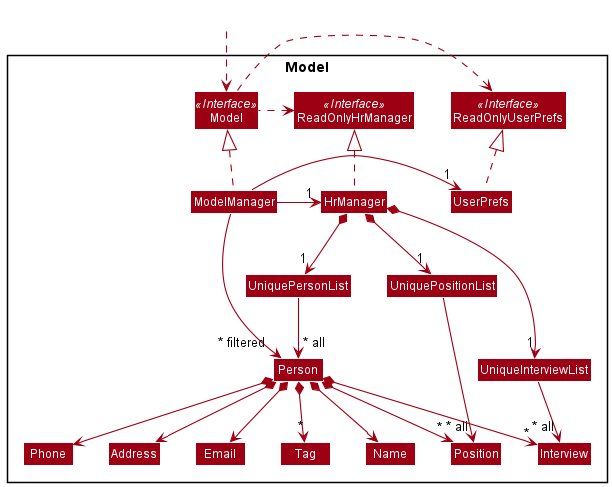 Model
«Interface»
Model
«Interface»
ReadOnlyHrManager
«Interface»
ReadOnlyUserPrefs
ModelManager
1
HrManager
1
UserPrefs
1
UniquePersonList
1
UniquePositionList
* filtered
* all
1
Person
UniqueInterviewList
*
* * all
* * all
Phone
Address
Email
Tag
Name
Position
Interview